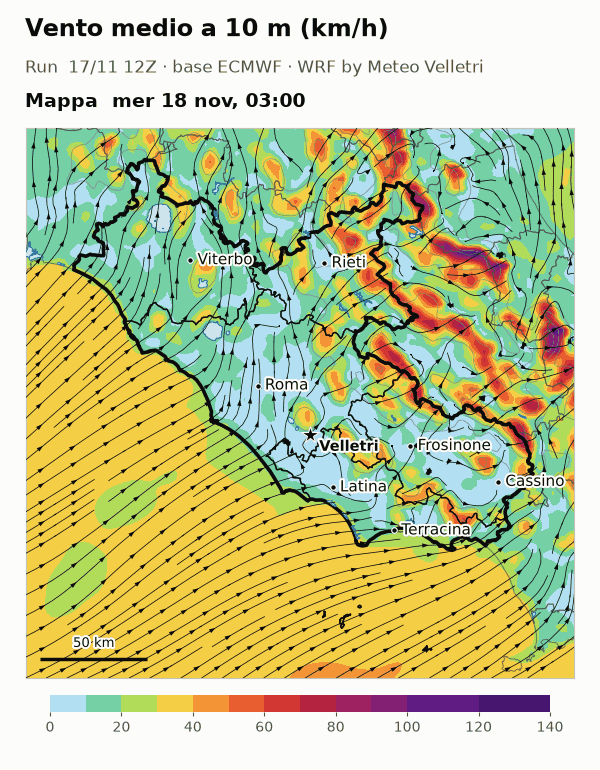 Vento medio a 10 m (km/h)
Run 17/11 12Z · base ECMWF · WRF by Meteo Velletri
Mappa mer 18 nov, 03:00
Viterbo
Rieti
Roma
Velletri
Frosinone
Cassino
Latina
Terracina
50 km
0 20 40 60 80 100 120 140